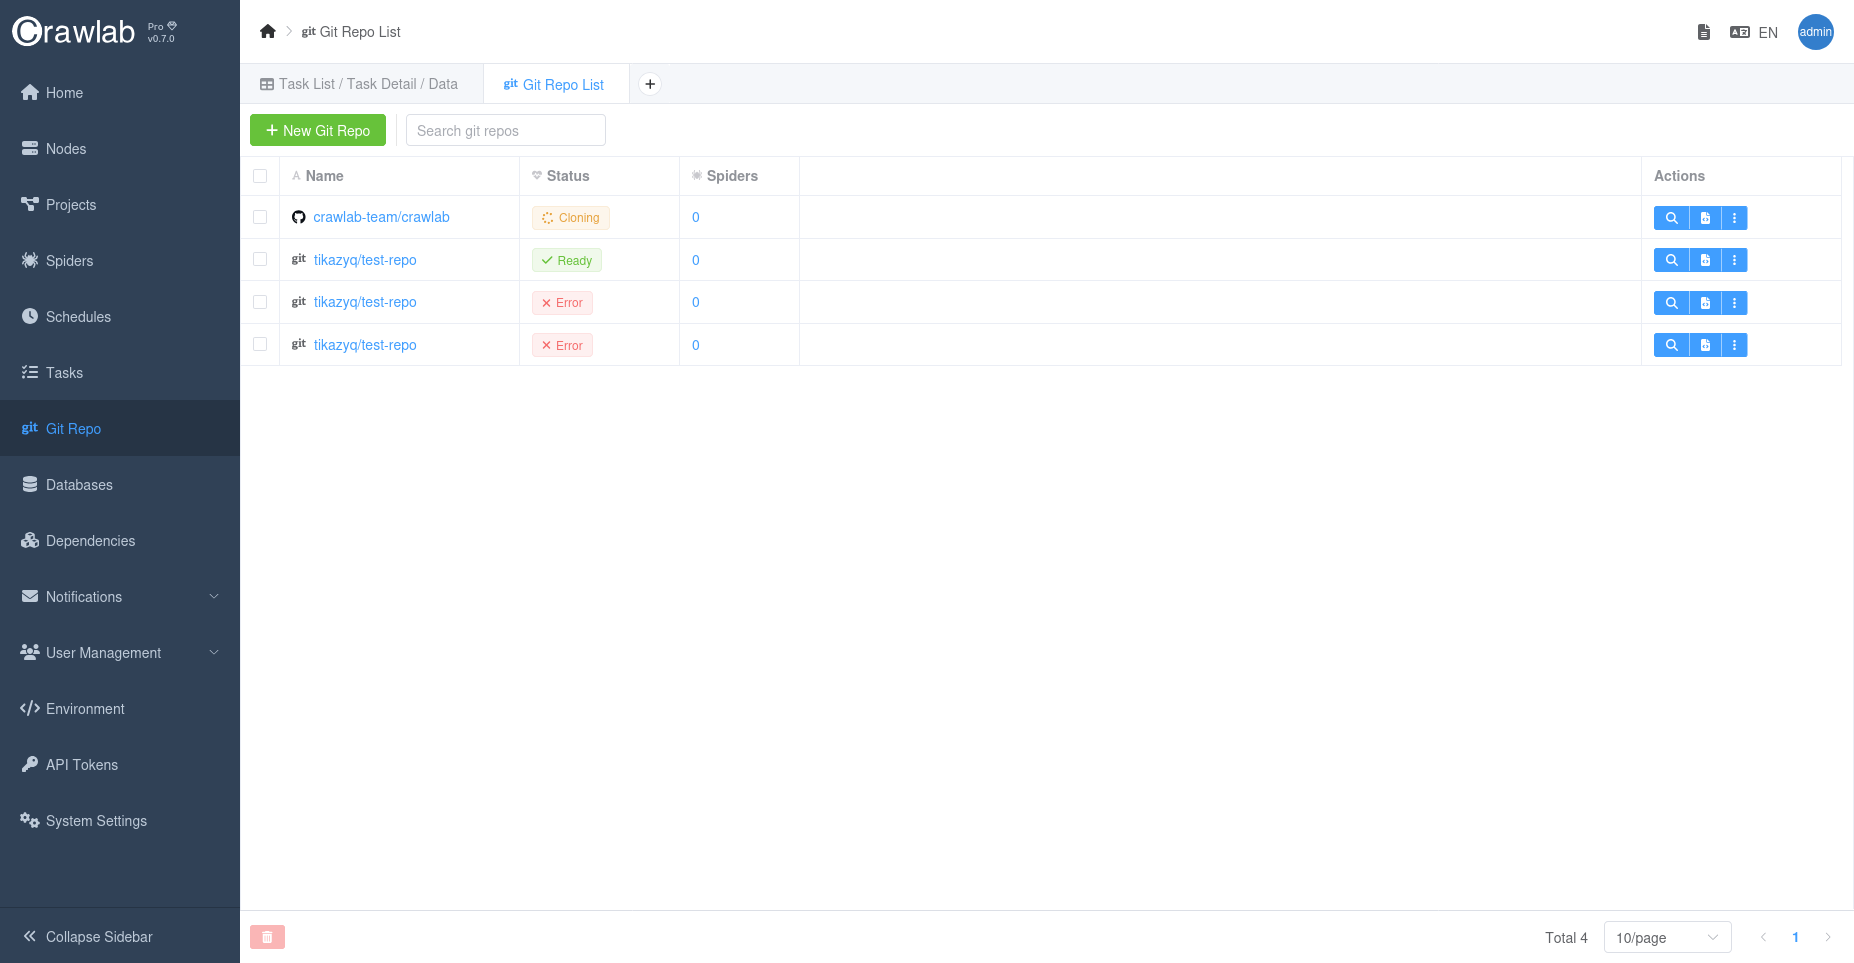 Crawlab
Pro
v0.7.0
Home
Nodes
Projects
Spiders
Schedules
Tasks
git Git Repo
Databases
Dependencies
Notifications
User Management
Environment
API Tokens
System Settings
Collapse Sidebar
git Git Repo List
EN
admin
Task List / Task Detail / Data
git Git Repo List
New Git Repo
Search git repos
A Name
Status
Spiders
Actions
crawlab-team/crawlab
Cloning
0
git tikazyq/test-repo
Ready
0
git tikazyq/test-repo
Error
0
git tikazyq/test-repo
Error
0
Total 4
10/page
1